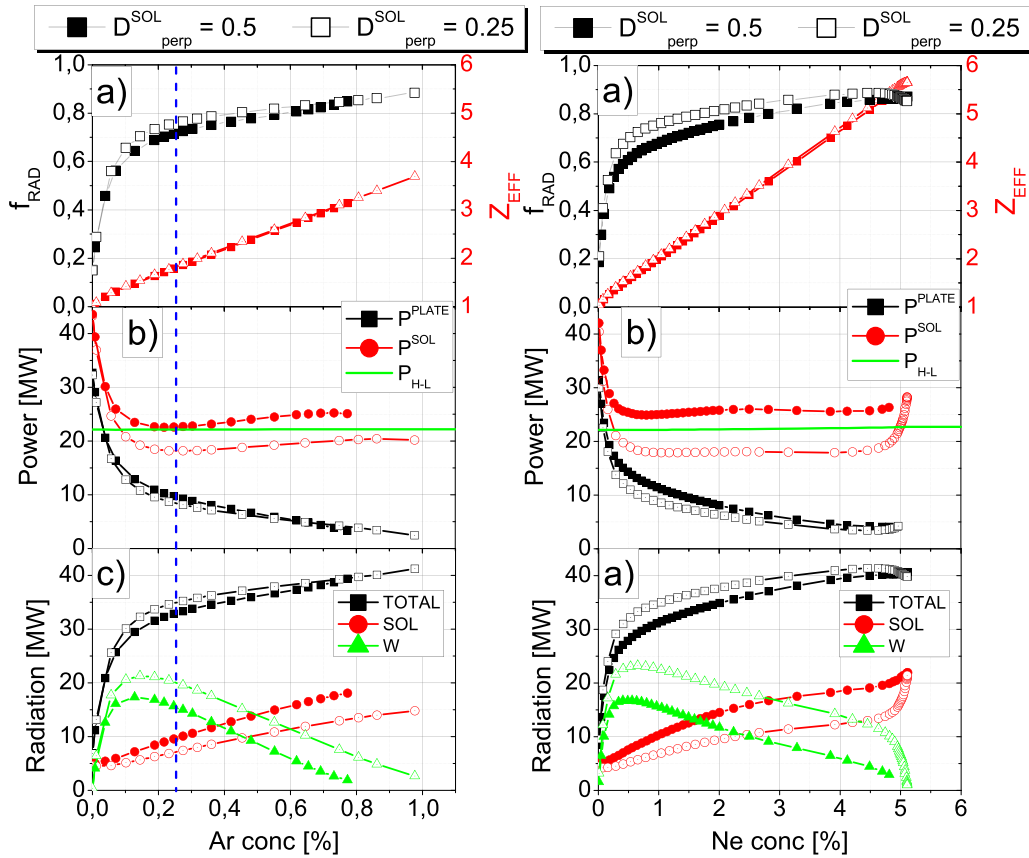 D^SOL_perp = 0.5 D^SOL_perp = 0.25
a)
f_RAD
1,0
0,8
0,6
0,4
0,2
0,0
6
5
4
3
2
1
Z_EFF
b)
P^PLATE
P^SOL
P_H-L
Power [MW]
40
30
20
10
0
c)
TOTAL
SOL
W
Radiation [MW]
40
30
20
10
0
0,0 0,2 0,4 0,6 0,8 1,0
Ar conc [%]
D^SOL_perp = 0.5 D^SOL_perp = 0.25
a)
f_RAD
1,0
0,8
0,6
0,4
0,2
0,0
6
5
4
3
2
1
Z_EFF
b)
P^PLATE
P^SOL
P_H-L
Power [MW]
40
30
20
10
0
a)
TOTAL
SOL
W
Radiation [MW]
40
30
20
10
0
0 1 2 3 4 5 6
Ne conc [%]